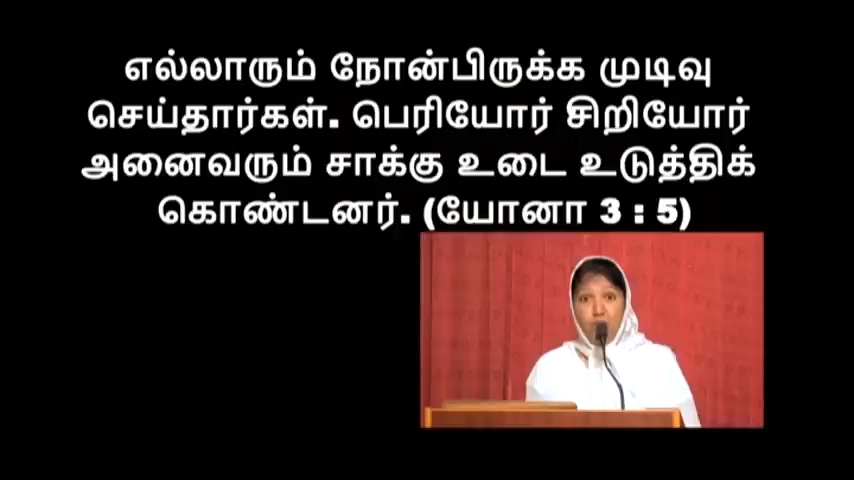 எல்லாரும் நோன்பிருக்க முடிவு
செய்தார்கள். பெரியோர் சிறியோர்
அனைவரும் சாக்கு உடை உடுத்திக்
கொண்டனர். (யோனா 3 : 5)